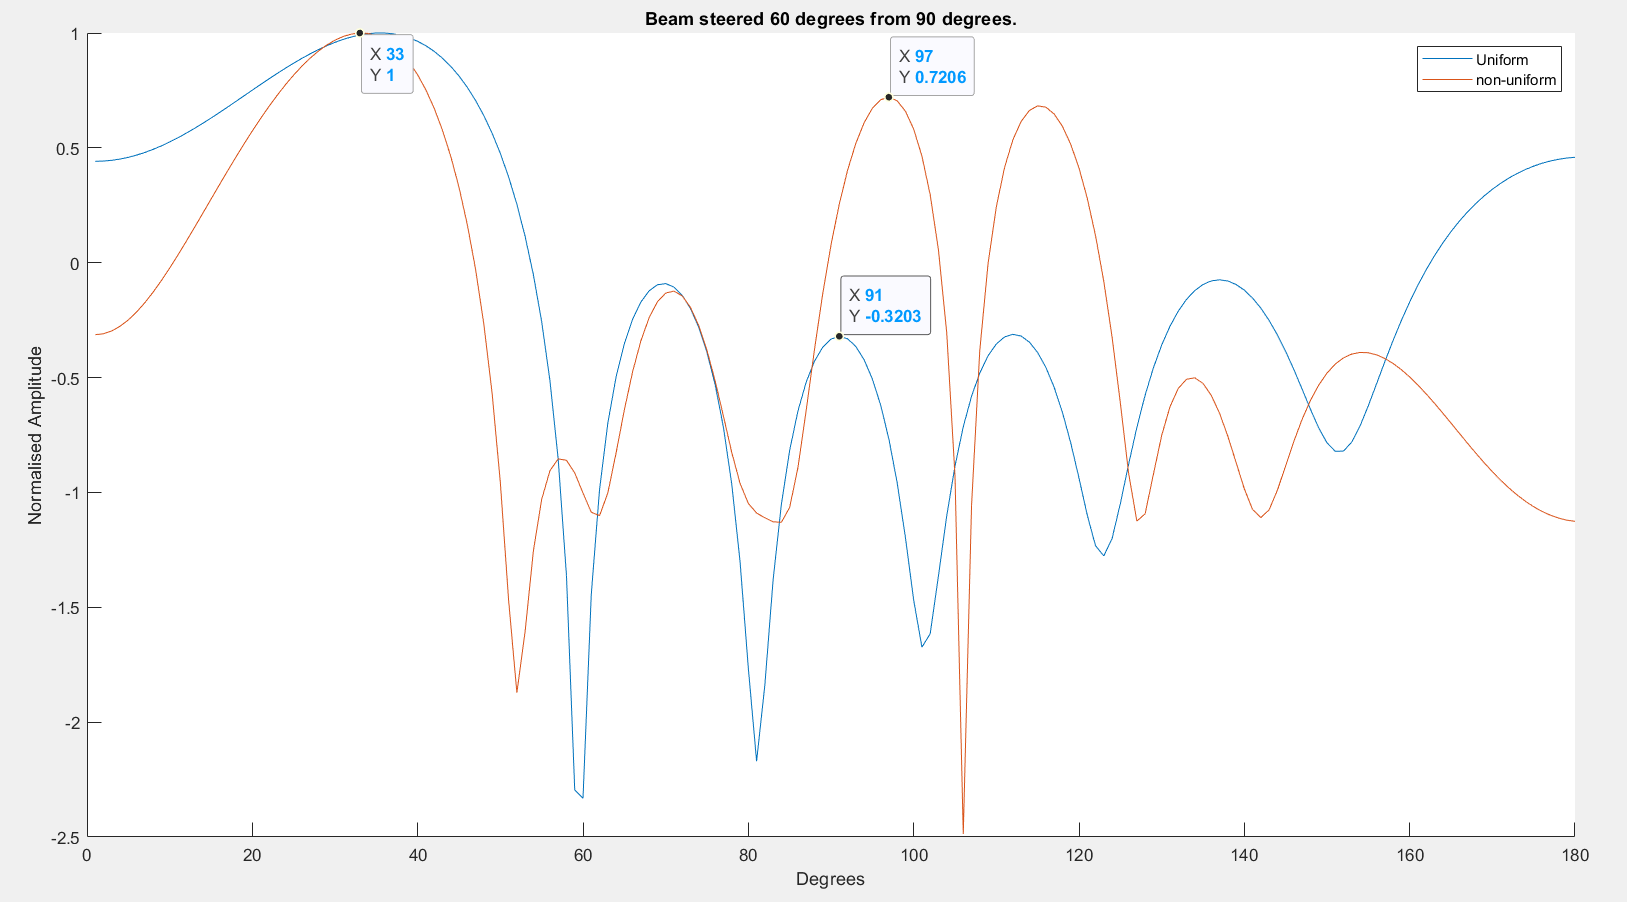 Beam steered 60 degrees from 90 degrees.
X 33
Y 1
X 97
Y 0.7206
X 91
Y -0.3203
Uniform
non-uniform
Normalised Amplitude
1
0.5
0
-0.5
-1
-1.5
-2
-2.5
0 20 40 60 80 100 120 140 160 180
Degrees